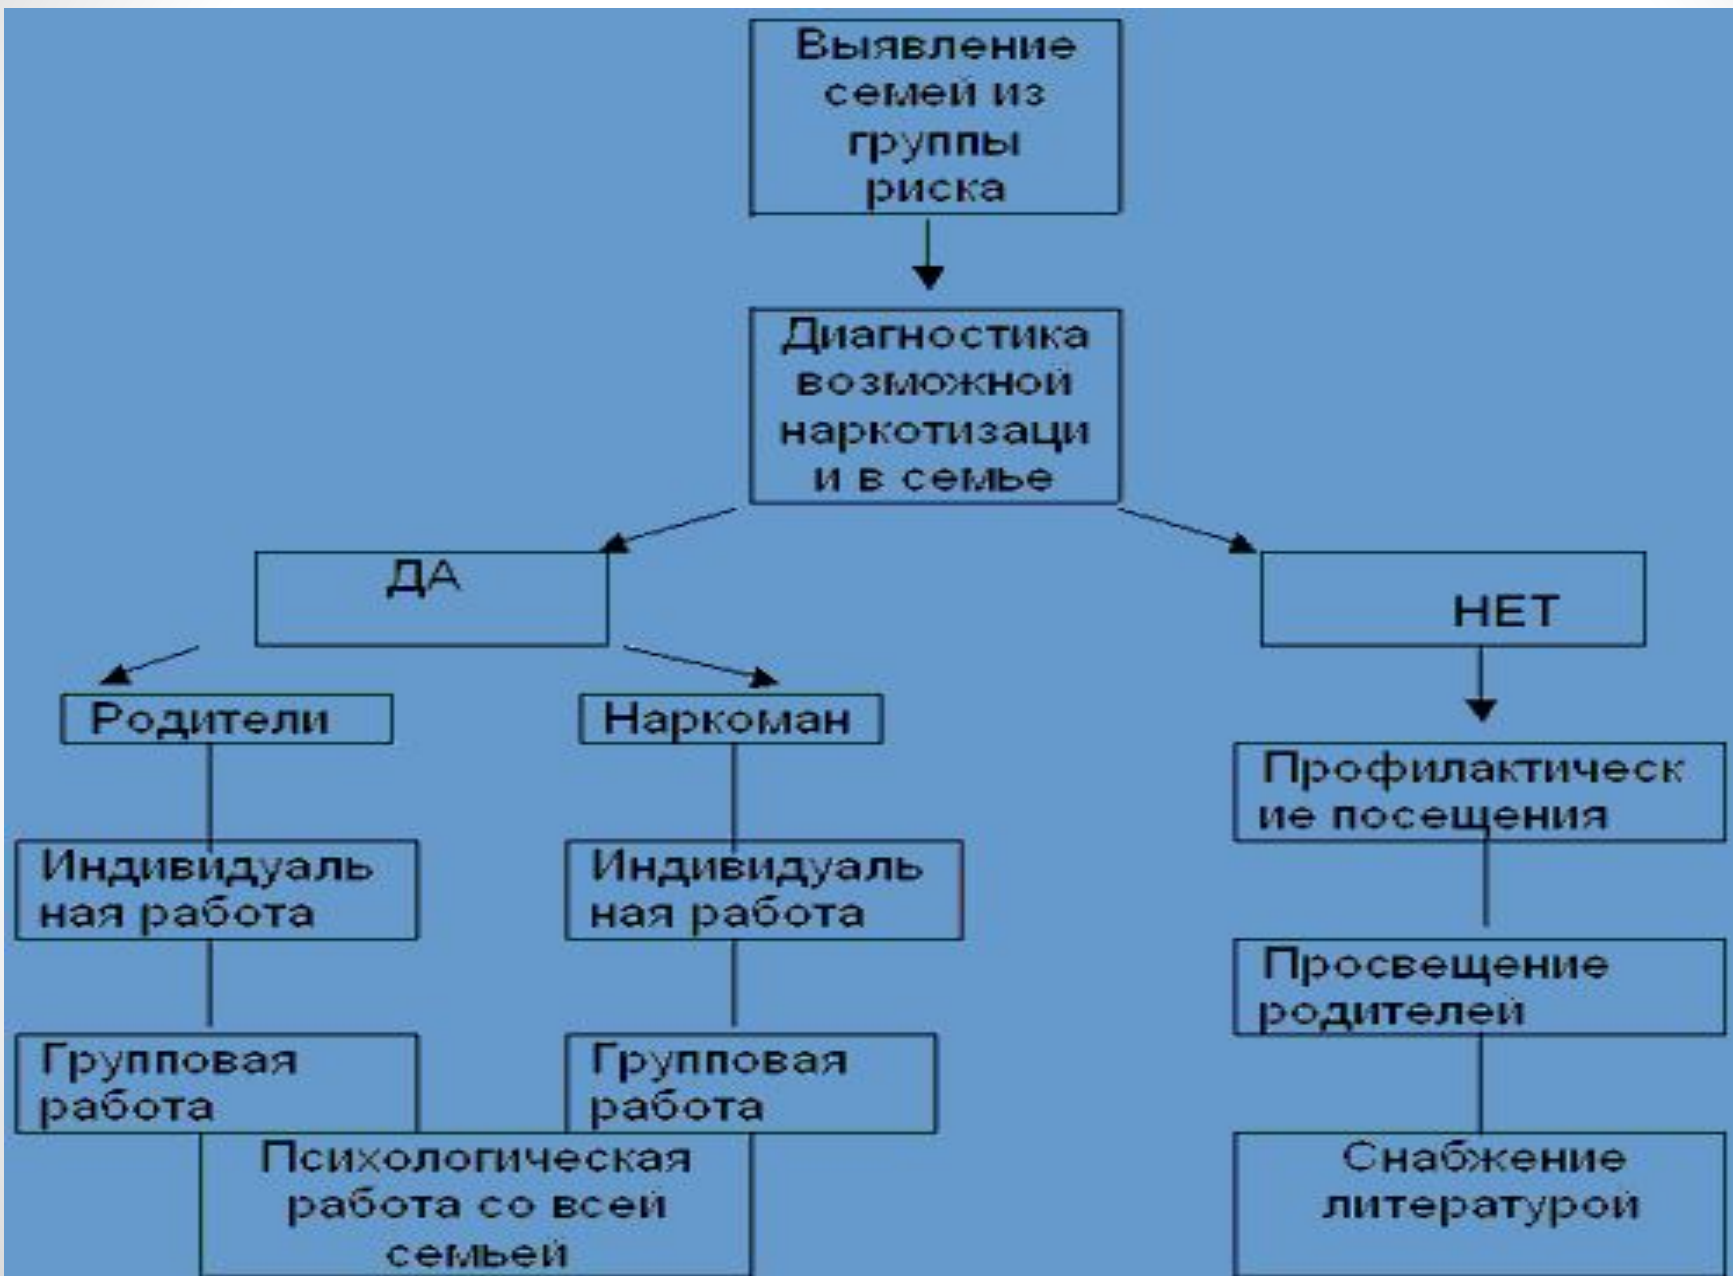 Выявление
семей из
группы
риска
Диагностика
возможной
наркотизаци
и в семье
ДА
НЕТ
Родители
Наркоман
Профилактическ
ие посещения
Индивидуаль
ная работа
Индивидуаль
ная работа
Просвещение
родителей
Групповая
работа
Групповая
работа
Психологическая
работа со всей
семьей
Снабжение
литературой